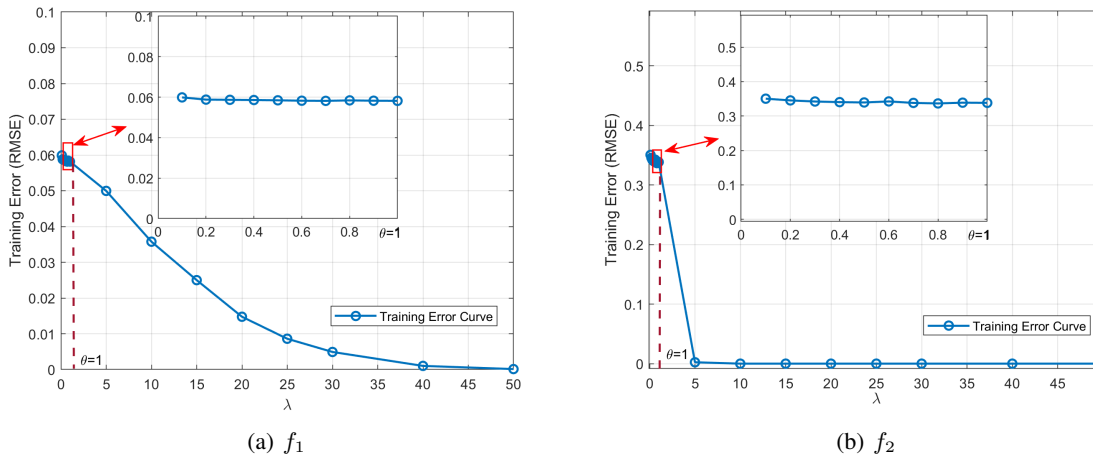 Training Error (RMSE)
0.1
0.09
0.08
0.07
0.06
0.05
0.04
0.03
0.02
0.01
0
0.1
0.08
0.06
0.04
0.02
0
0 0.2 0.4 0.6 0.8 θ=1
Training Error Curve
θ=1
0 5 10 15 20 25 30 35 40 45 50
λ
(a) f1
Training Error (RMSE)
0.5
0.4
0.3
0.2
0.1
0
0.5
0.4
0.3
0.2
0.1
0
0 0.2 0.4 0.6 0.8 θ=1
Training Error Curve
θ=1
0 5 10 15 20 25 30 35 40 45
λ
(b) f2